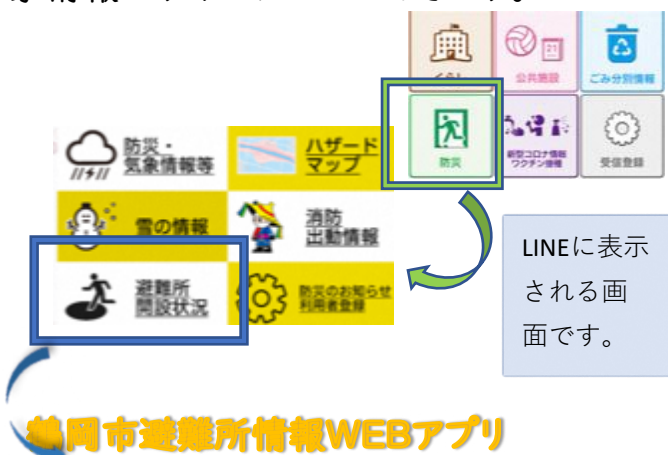 くらし
公共施設
ごみ分別情報
防災
新型コロナ情報
ワクチン接種
受信登録
防災・
気象情報等
ハザード
マップ
雪の情報
消防
出動情報
避難所
開設状況
防災のお知らせ
利用者登録
LINEに表示
される画
面です。
鶴岡市避難所情報WEBアプリ